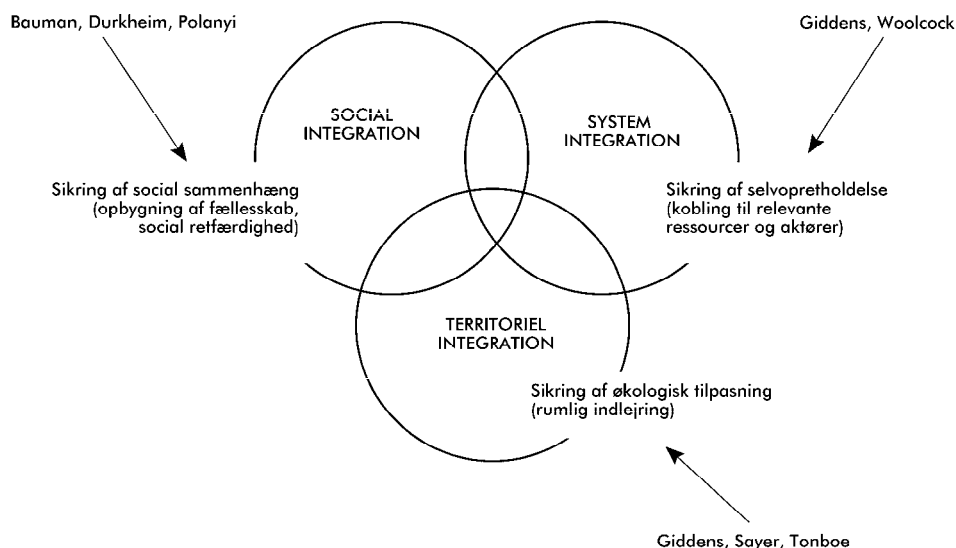 Bauman, Durkheim, Polanyi
Giddens, Woolcock
SOCIAL
INTEGRATION
SYSTEM
INTEGRATION
Sikring af social sammenhæng
(opbygning af fællesskab,
social retfærdighed)
Sikring af selvopretholdelse
(kobling til relevante
ressourcer og aktører)
TERRITORIEL
INTEGRATION
Sikring af økologisk tilpasning
(rumlig indlejring)
Giddens, Sayer, Tonboe